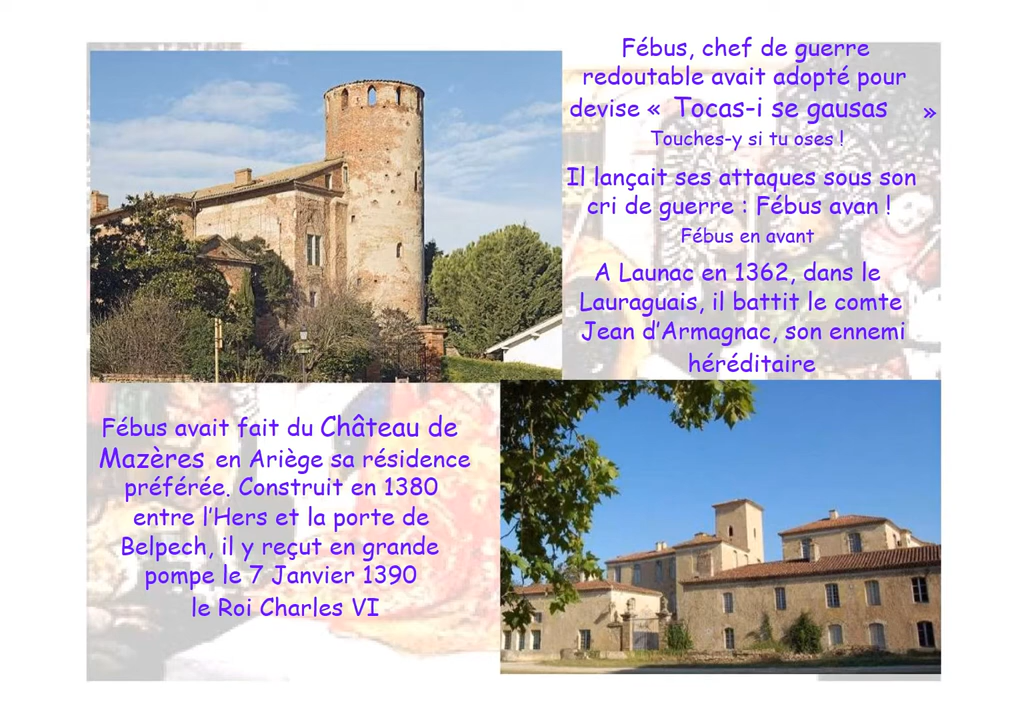 Fébus, chef de guerre
redoutable avait adopté pour
devise « Tocas-i se gausas »
Touches-y si tu oses !
Il lançait ses attaques sous son
cri de guerre : Fébus avan !
Fébus en avant
A Launac en 1362, dans le
Lauraguais, il battit le comte
Jean d’Armagnac, son ennemi
héréditaire
Fébus avait fait du Château de
Mazères en Ariège sa résidence
préférée. Construit en 1380
entre l’Hers et la porte de
Belpech, il y reçut en grande
pompe le 7 Janvier 1390
le Roi Charles VI